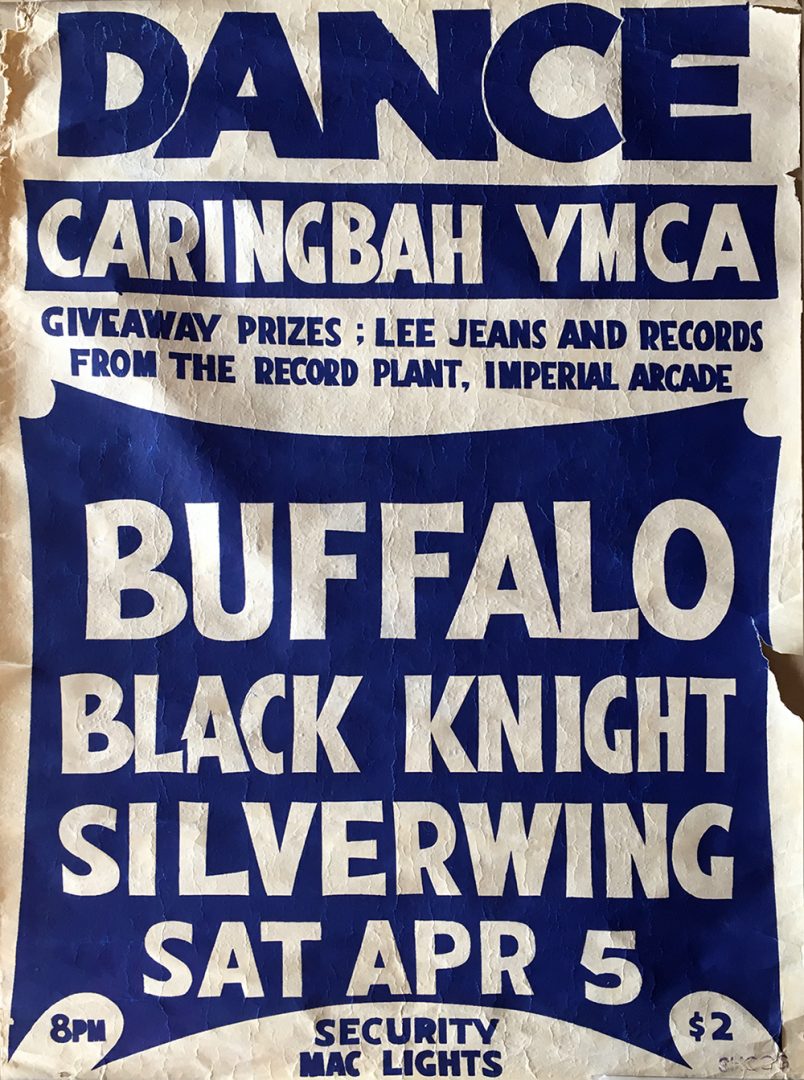 DANCE
CARINGBAH YMCA
GIVEAWAY PRIZES ; LEE JEANS AND RECORDS
FROM THE RECORD PLANT, IMPERIAL ARCADE
BUFFALO
BLACK KNIGHT
SILVERWING
SAT APR 5
8PM
SECURITY
MAC LIGHTS
$2